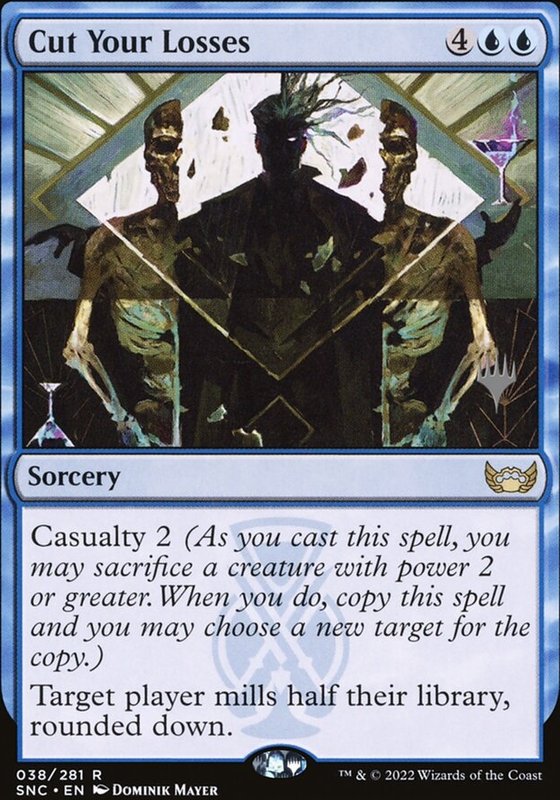 Cut Your Losses 4
Sorcery
Casualty 2 (As you cast this spell, you
may sacrifice a creature with power 2
or greater. When you do, copy this spell
and you may choose a new target for the
copy.)
Target player mills half their library,
rounded down.
038/281 R
SNC • EN DOMINIK MAYER
™ & © 2022 Wizards of the Coast